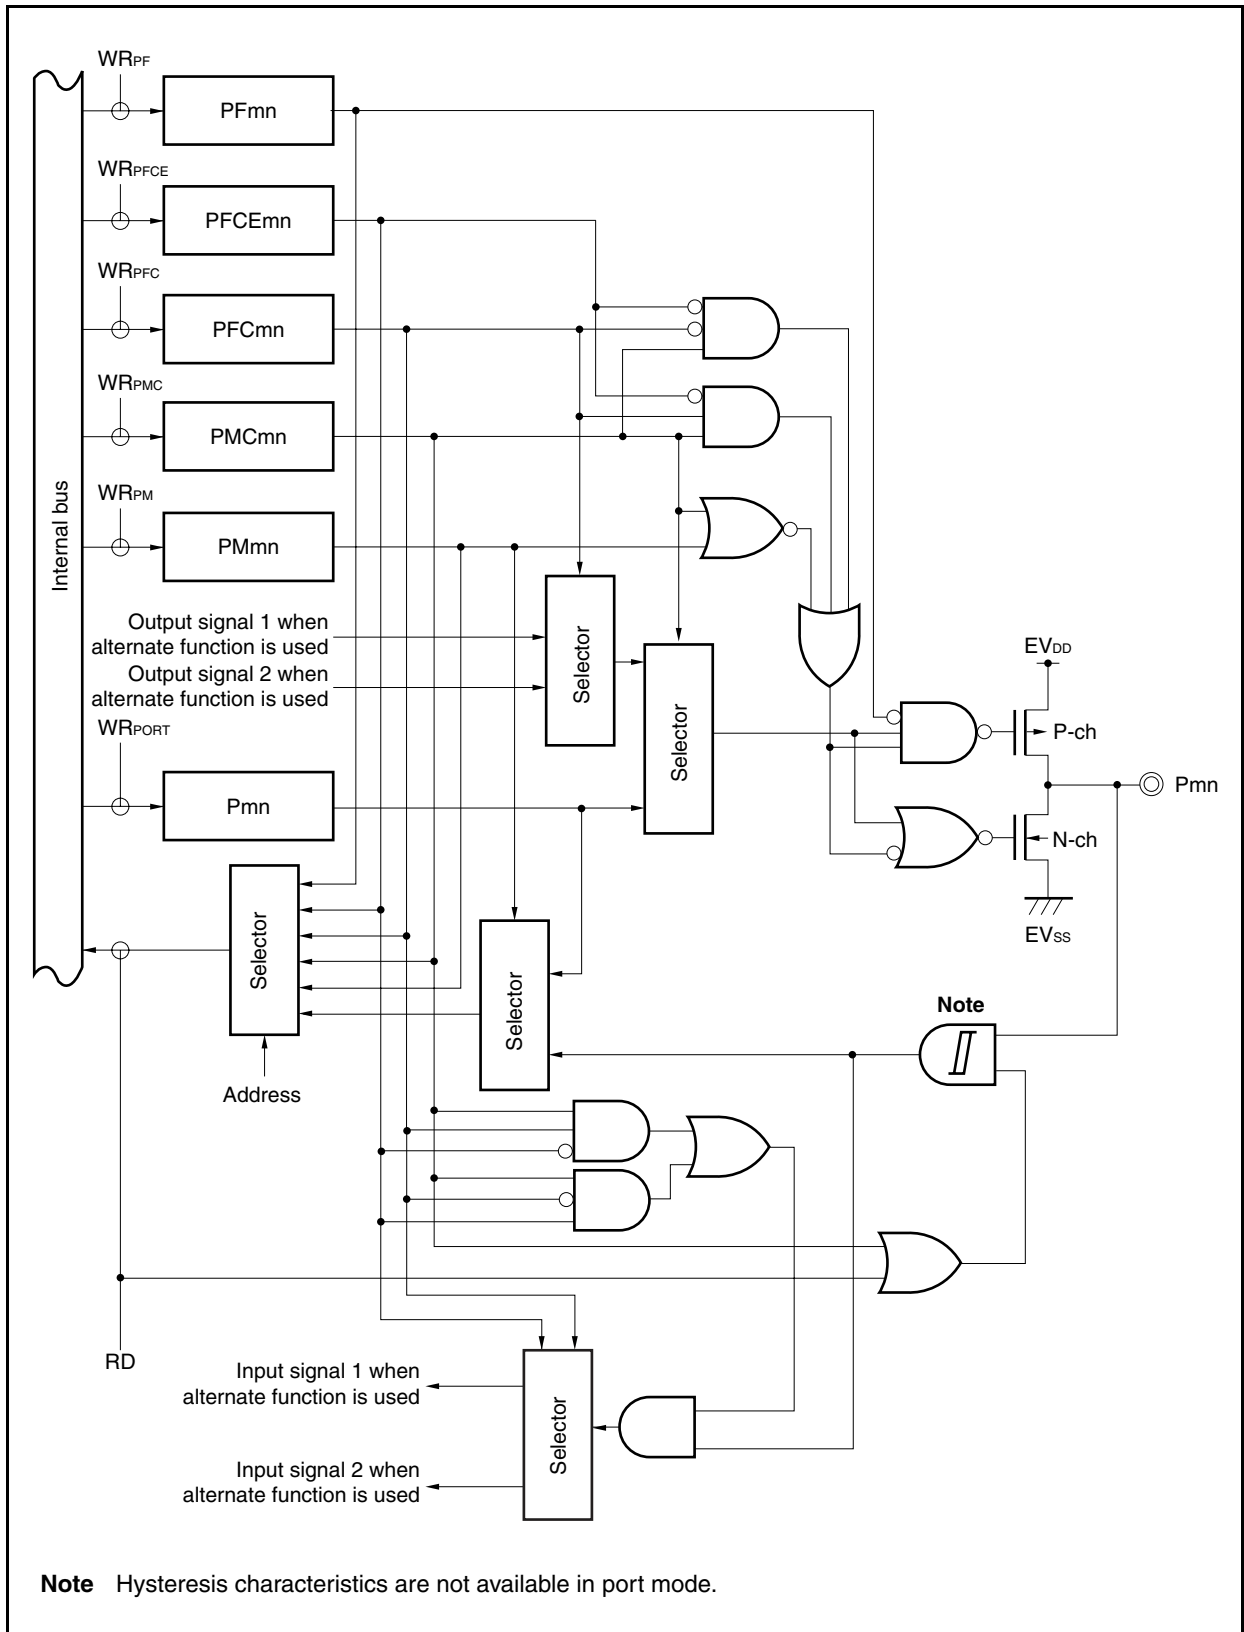 WRPF
PFmn
WRPFCE
PFCEmn
WRPFC
PFCmn
WRPMC
PMCmn
Internal bus
WRPM
PMmn
Output signal 1 when
alternate function is used
Output signal 2 when
alternate function is used
Selector
Selector
EVDD
P-ch
WRPORT
Pmn
Pmn
N-ch
EVSS
Selector
Selector
Address
Note
RD
Input signal 1 when
alternate function is used
Selector
Input signal 2 when
alternate function is used
Note Hysteresis characteristics are not available in port mode.